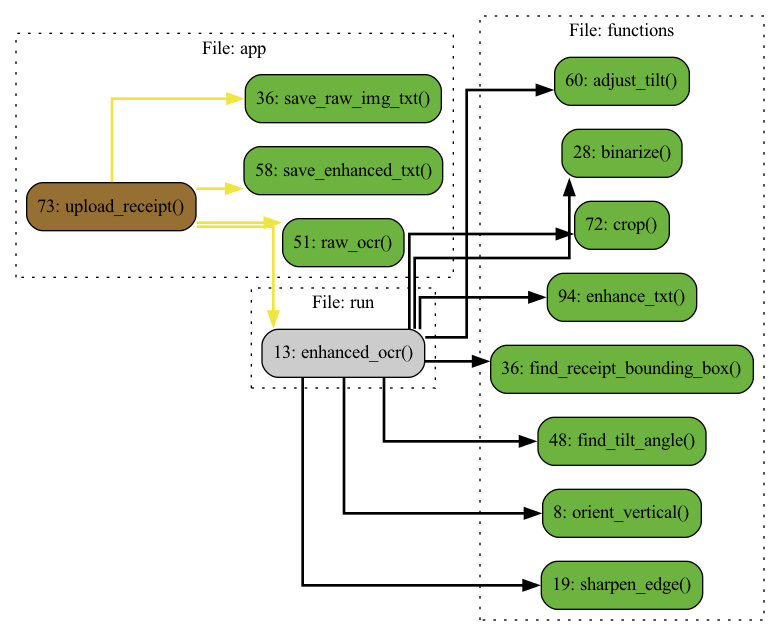 File: app
36: save_raw_img_txt()
58: save_enhanced_txt()
73: upload_receipt()
51: raw_ocr()
File: run
13: enhanced_ocr()
File: functions
60: adjust_tilt()
28: binarize()
72: crop()
94: enhance_txt()
36: find_receipt_bounding_box()
48: find_tilt_angle()
8: orient_vertical()
19: sharpen_edge()